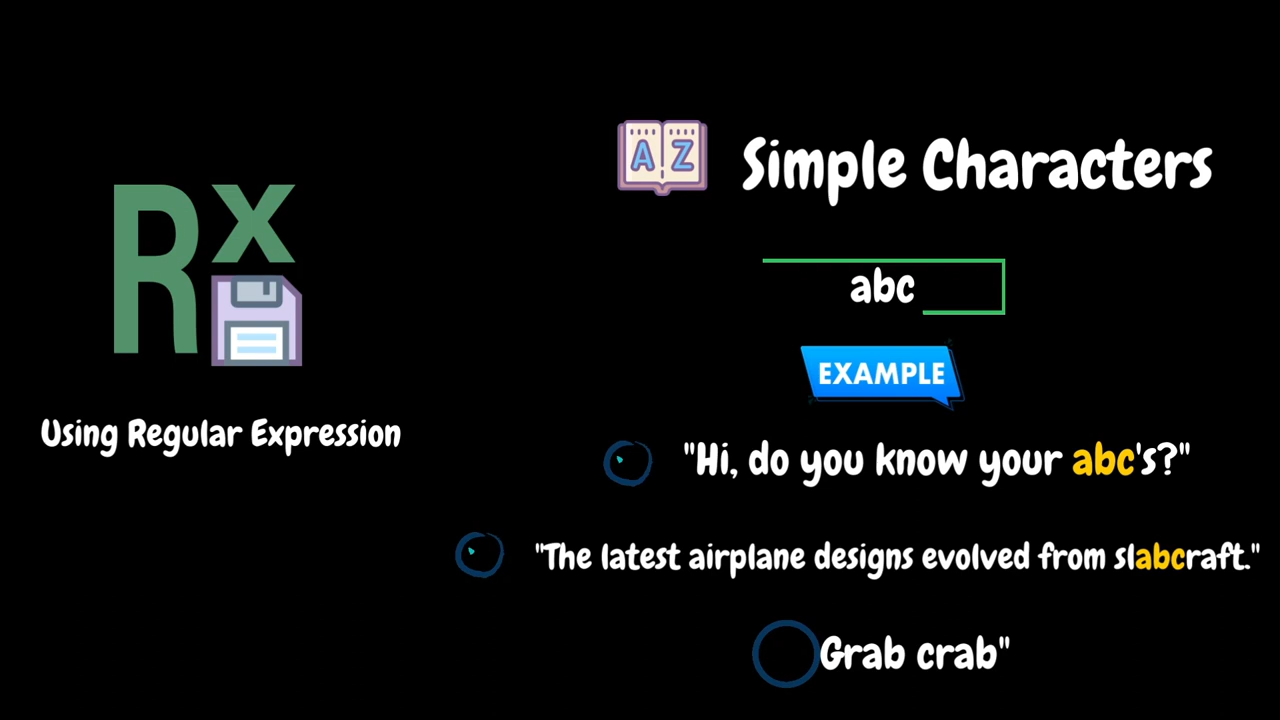 Rx
Using Regular Expression
A Z
Simple Characters
abc
EXAMPLE
"Hi, do you know your abc's?"
"The latest airplane designs evolved from slabcraft."
Grab crab"